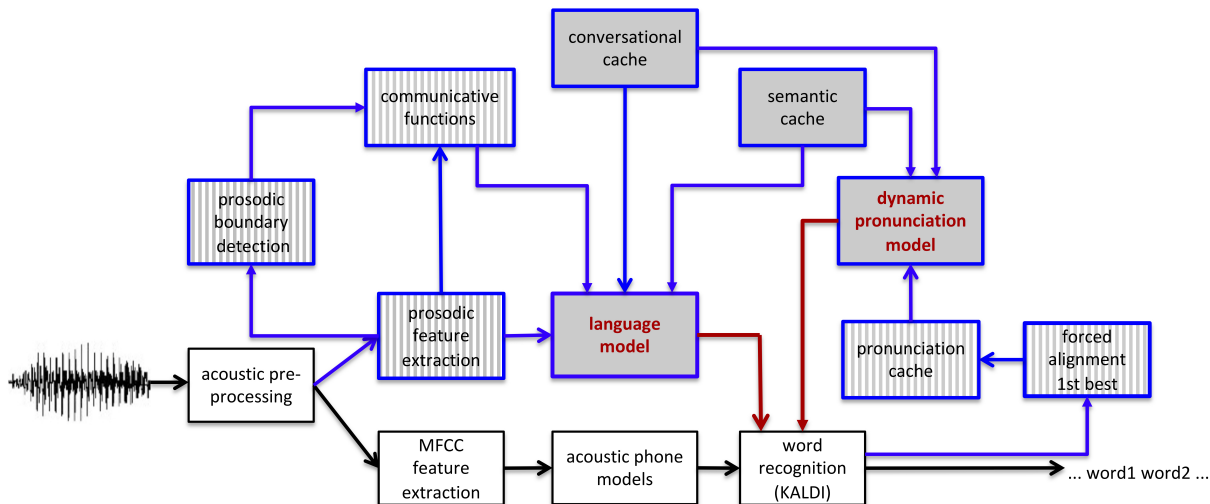 conversational
cache
communicative
functions
semantic
cache
prosodic
boundary
detection
dynamic
pronunciation
model
prosodic
feature
extraction
language
model
pronunciation
cache
forced
alignment
1st best
acoustic pre-
processing
MFCC
feature
extraction
acoustic phone
models
word
recognition
(KALDI)
... word1 word2 ...